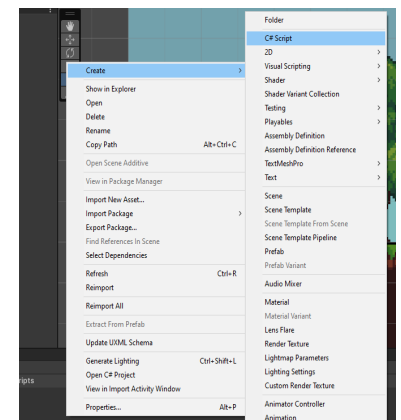 Create
Show in Explorer
Open
Delete
Rename
Copy Path Alt+Ctrl+C
Open Scene Additive
View in Package Manager
Import New Asset...
Import Package
Export Package...
Find References In Scene
Select Dependencies
Refresh Ctrl+R
Reimport
Reimport All
Extract From Prefab
Update UXML Schema
Generate Lighting Ctrl+Shift+L
Open C# Project
View in Import Activity Window
Properties... Alt+P
Folder
C# Script
2D
Visual Scripting
Shader
Shader Variant Collection
Testing
Playables
Assembly Definition
Assembly Definition Reference
TextMeshPro
Text
Scene
Scene Template
Scene Template From Scene
Scene Template Pipeline
Prefab
Prefab Variant
Audio Mixer
Material
Material Variant
Lens Flare
Render Texture
Lightmap Parameters
Lighting Settings
Custom Render Texture
Animator Controller
Animation
ripts